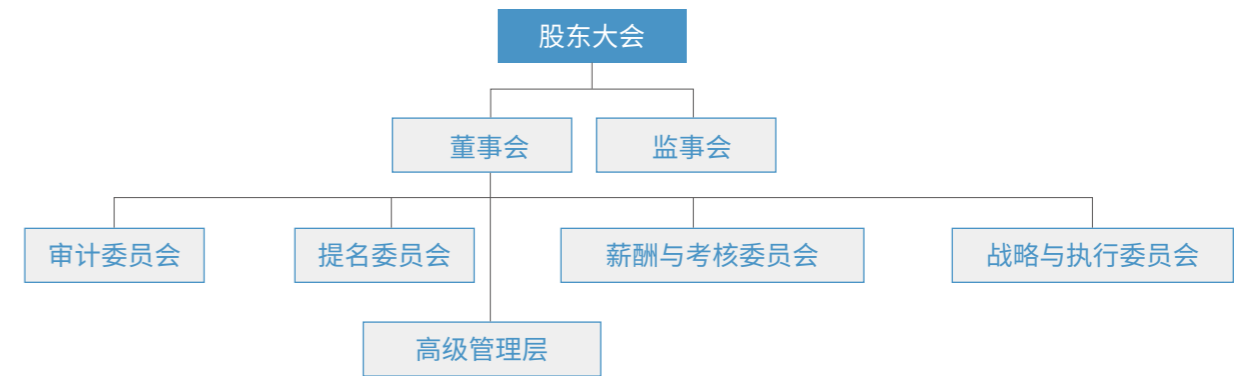 股东大会
董事会
监事会
审计委员会
提名委员会
薪酬与考核委员会
战略与执行委员会
高级管理层